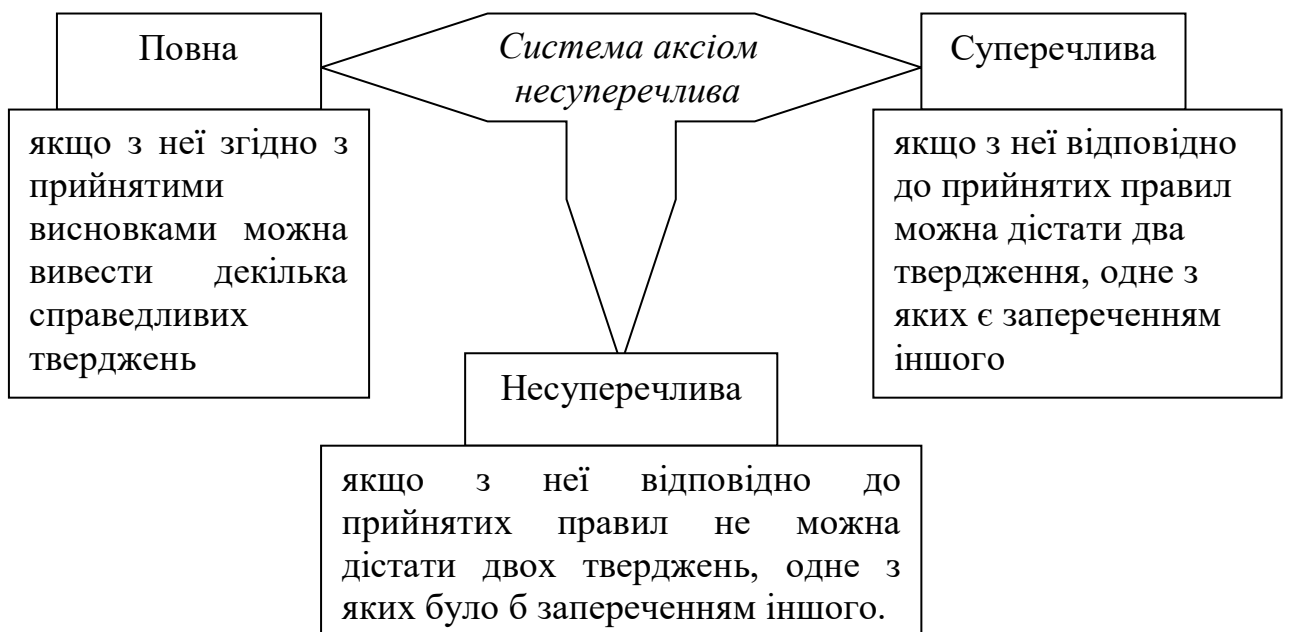 Повна
Система аксіом
несуперечлива
Суперечлива
якщо з неї згідно з
прийнятими
висновками можна
вивести декілька
справедливих
тверджень
якщо з неї відповідно
до прийнятих правил
можна дістати два
твердження, одне з
яких є запереченням
іншого
Несуперечлива
якщо з неї відповідно до
прийнятих правил не можна
дістати двох тверджень, одне з
яких було б запереченням іншого.